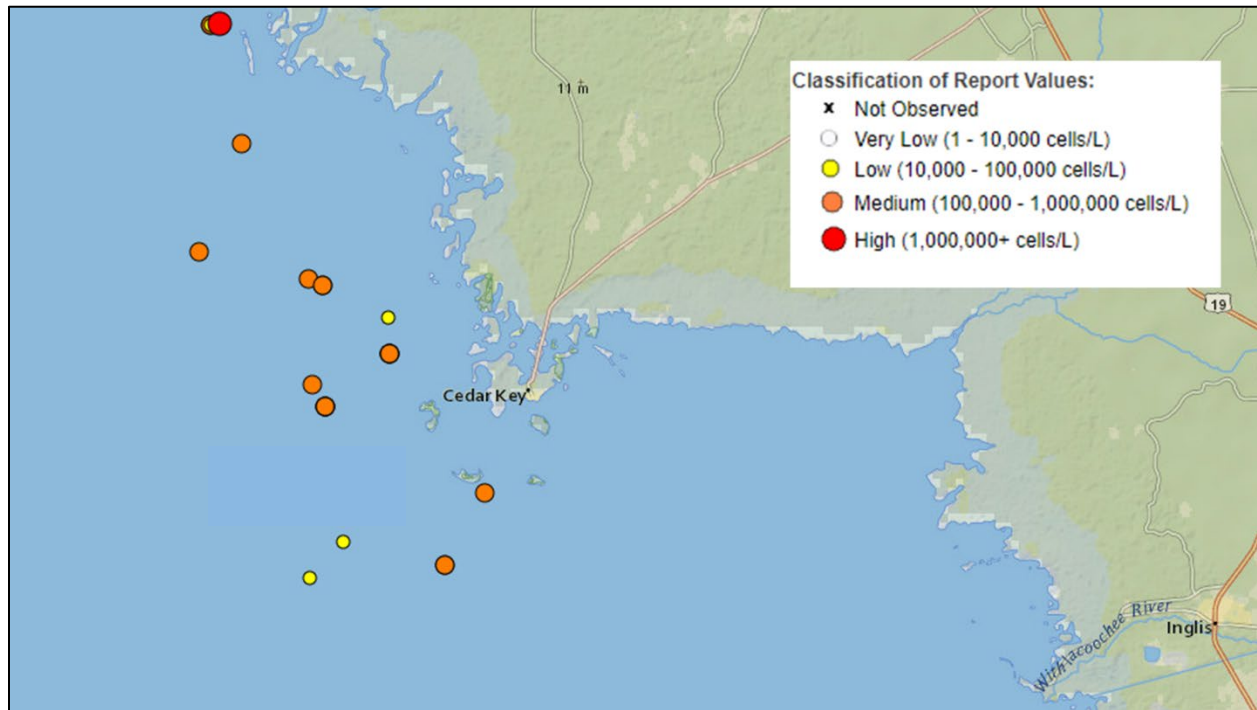 11 m
Classification of Report Values:
x Not Observed
Very Low (1 - 10,000 cells/L)
Low (10,000 - 100,000 cells/L)
Medium (100,000 - 1,000,000 cells/L)
High (1,000,000+ cells/L)
19
Cedar Key
Withlacoochee River
Inglis